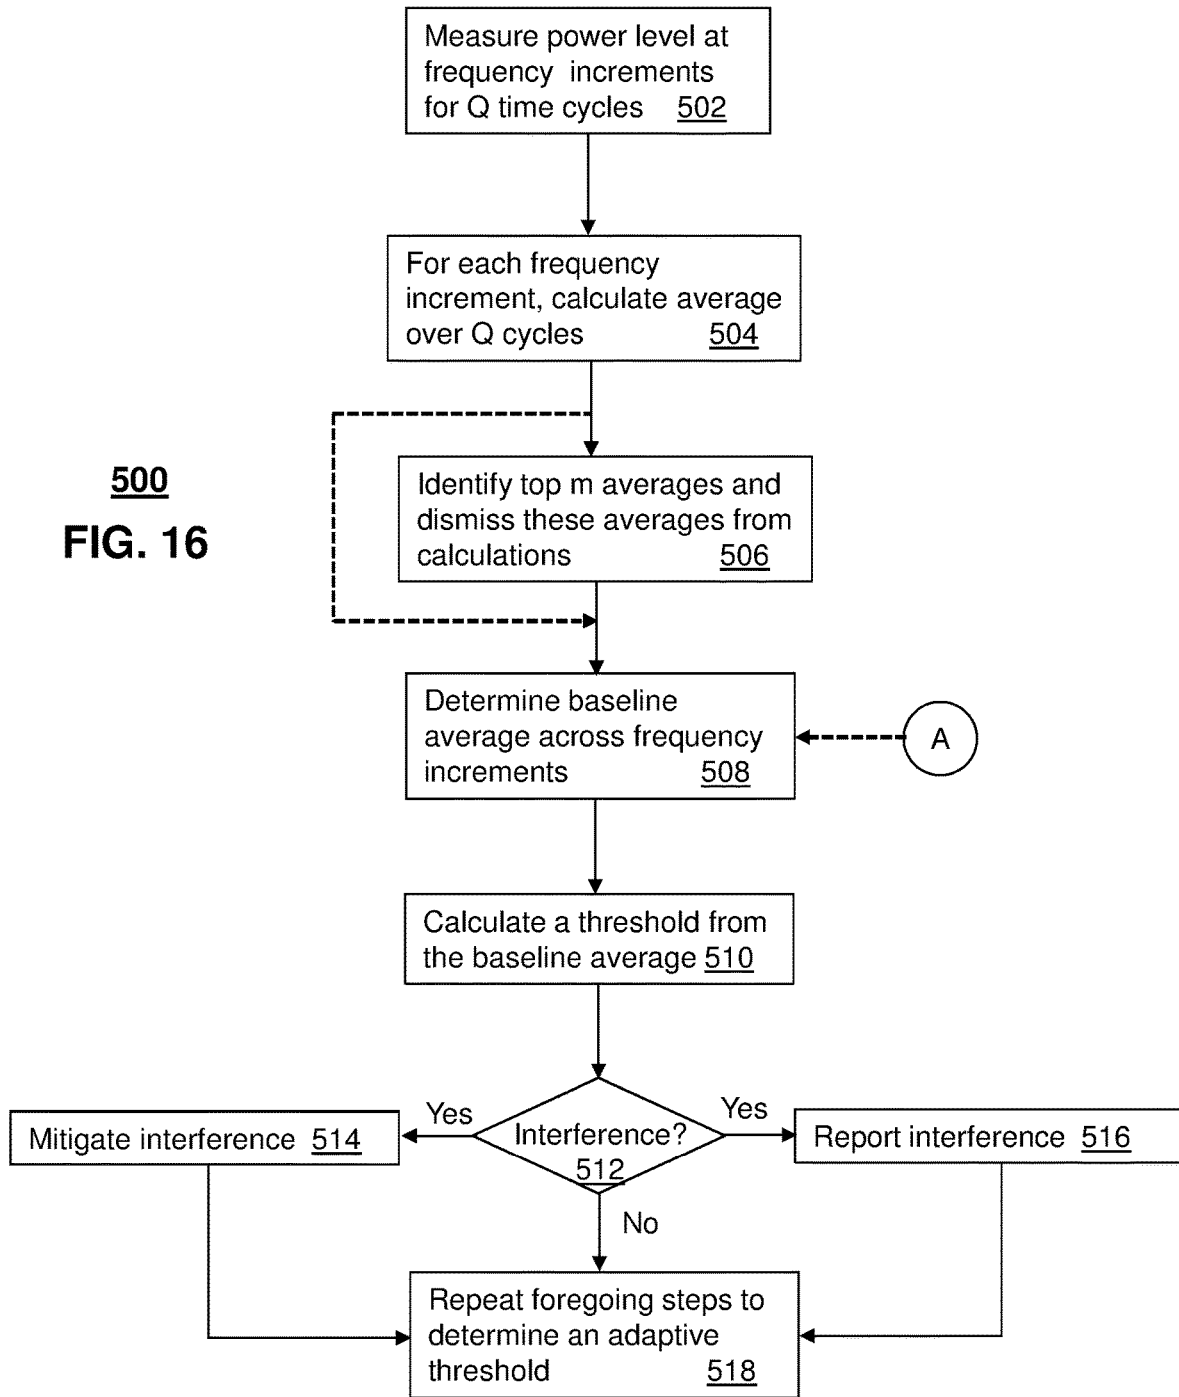 Measure power level at
frequency increments
for Q time cycles 502
For each frequency
increment, calculate average
over Q cycles 504
500
FIG. 16
Identify top m averages and
dismiss these averages from
calculations 506
Determine baseline
average across frequency
increments 508
A
Calculate a threshold from
the baseline average 510
Yes
Yes
Mitigate interference 514
Interference?
512
Report interference 516
No
Repeat foregoing steps to
determine an adaptive
threshold 518